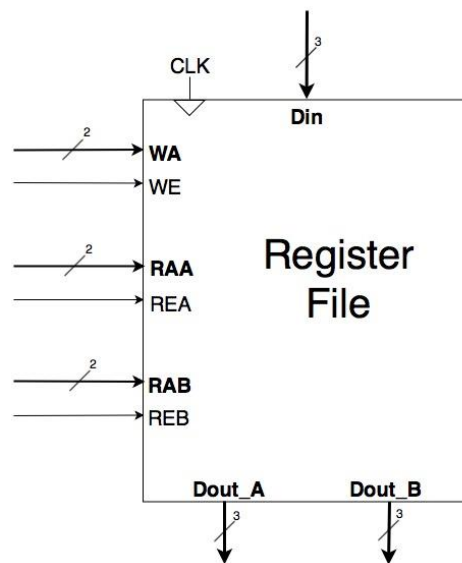 3
CLK
Din
2
WA
WE
2
RAA
REA
Register
File
2
RAB
REB
Dout_A
Dout_B
3
3